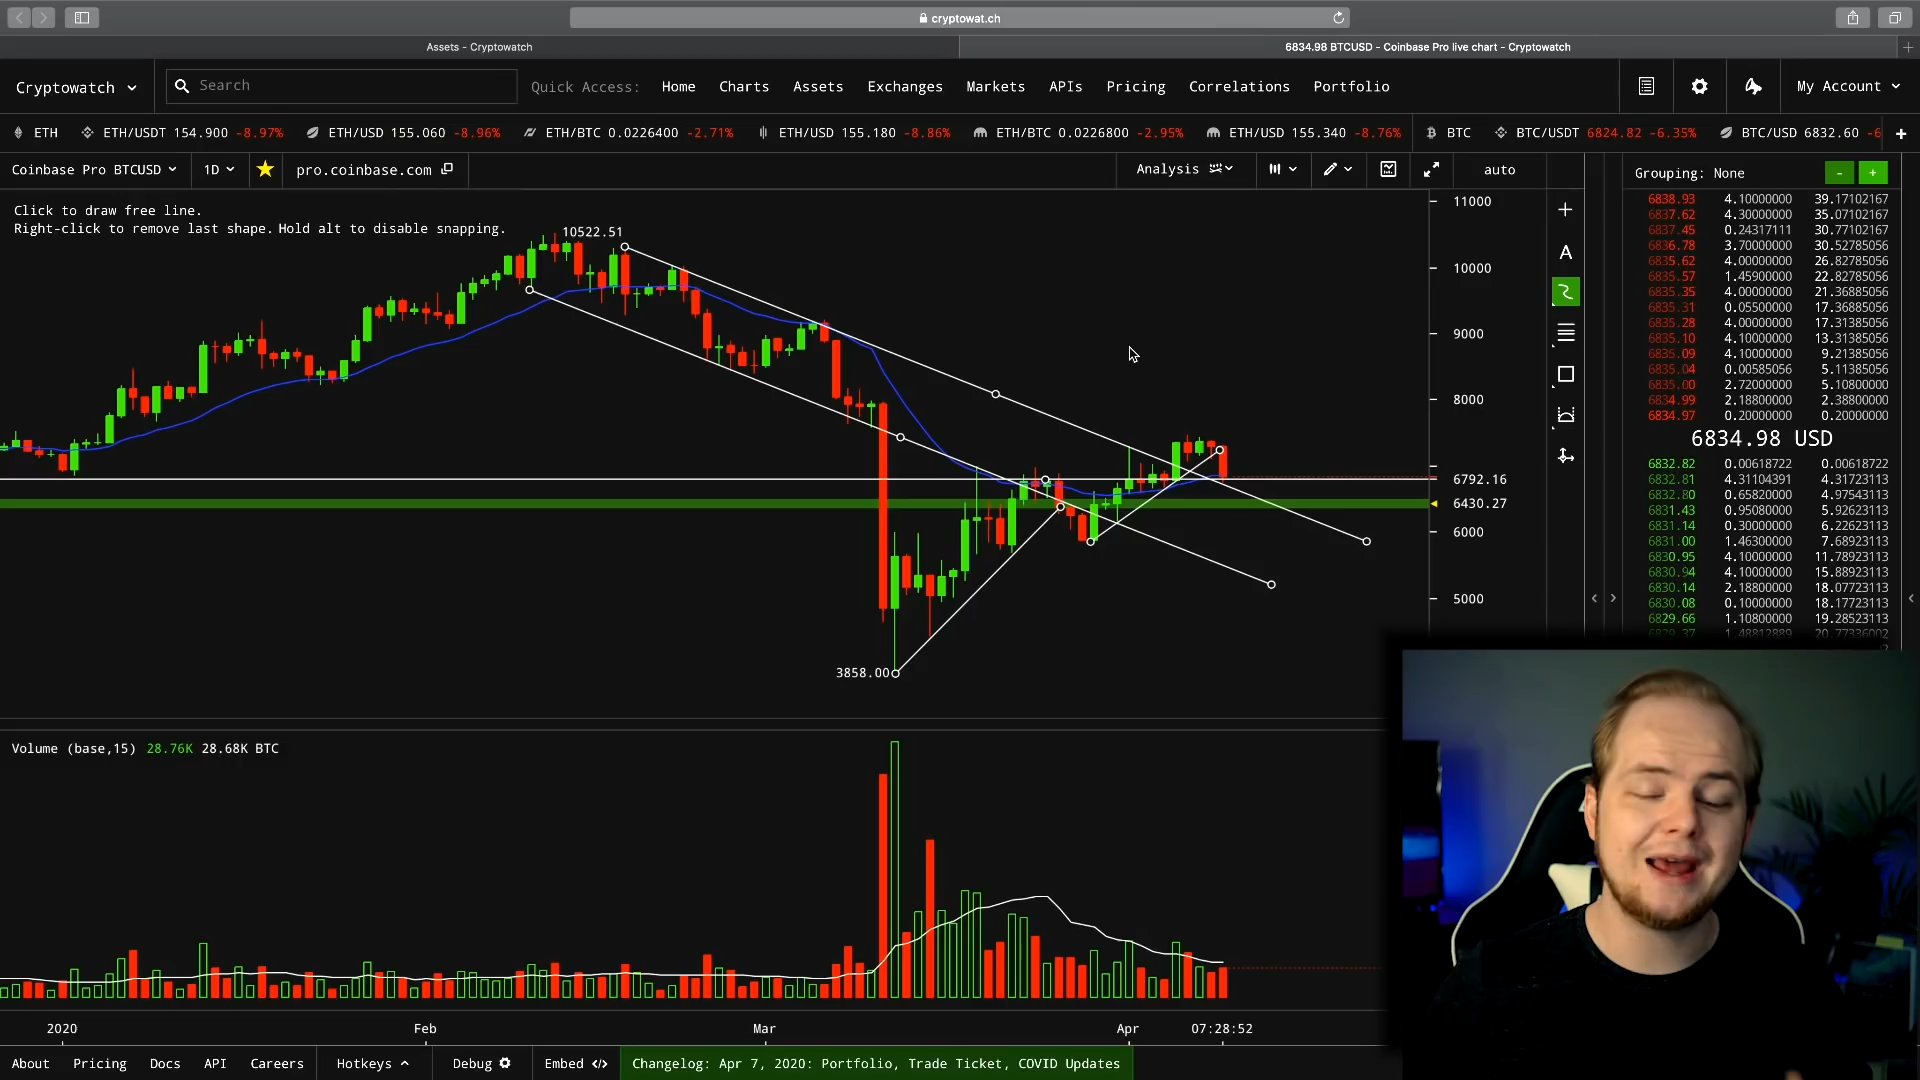 cryptowat.ch
Assets - Cryptowatch
6834.98 BTCUSD - Coinbase Pro live chart - Cryptowatch
Cryptowatch
Search
Quick Access: Home Charts Assets Exchanges Markets APIs Pricing Correlations Portfolio
My Account
ETH ETH/USDT 154.900 -8.97% ETH/USD 155.060 -8.96% ETH/BTC 0.0226400 -2.71% ETH/USD 155.180 -8.86% ETH/BTC 0.0226800 -2.95% ETH/USD 155.340 -8.76% BTC BTC/USDT 6824.82 -6.35% BTC/USD 6832.60 -6
Coinbase Pro BTCUSD 1D pro.coinbase.com
Analysis
auto
Grouping: None - +
Click to draw free line.
Right-click to remove last shape. Hold alt to disable snapping.
10522.51
3858.00
11000
10000
9000
8000
6792.16
6430.27
6000
5000
A
6838.93 4.10000000 39.17102167
6837.62 4.30000000 35.07102167
6837.45 0.24317111 30.77102167
6836.78 3.70000000 30.52785056
6835.62 4.00000000 26.82785056
6835.57 1.45900000 22.82785056
6835.35 4.00000000 21.36885056
6835.31 0.05500000 17.36885056
6835.28 4.00000000 17.31385056
6835.10 4.10000000 13.31385056
6835.09 4.10000000 9.21385056
6835.04 0.00585056 5.11385056
6835.00 2.72000000 5.10800000
6834.99 2.18800000 2.38800000
6834.97 0.20000000 0.20000000
6834.98 USD
6832.82 0.00618722 0.00618722
6832.81 4.31104391 4.31723113
6832.80 0.65820000 4.97543113
6831.43 0.95080000 5.92623113
6831.14 0.30000000 6.22623113
6831.00 1.46300000 7.68923113
6830.95 4.10000000 11.78923113
6830.94 4.10000000 15.88923113
6830.14 2.18800000 18.07723113
6830.08 0.10000000 18.17723113
6829.66 1.10800000 19.28523113
6829.37 1.48812889 20.77336002
Volume (base,15) 28.76K 28.68K BTC
2020 Feb Mar Apr 07:28:52
About Pricing Docs API Careers Hotkeys Debug Embed Changelog: Apr 7, 2020: Portfolio, Trade Ticket, COVID Updates